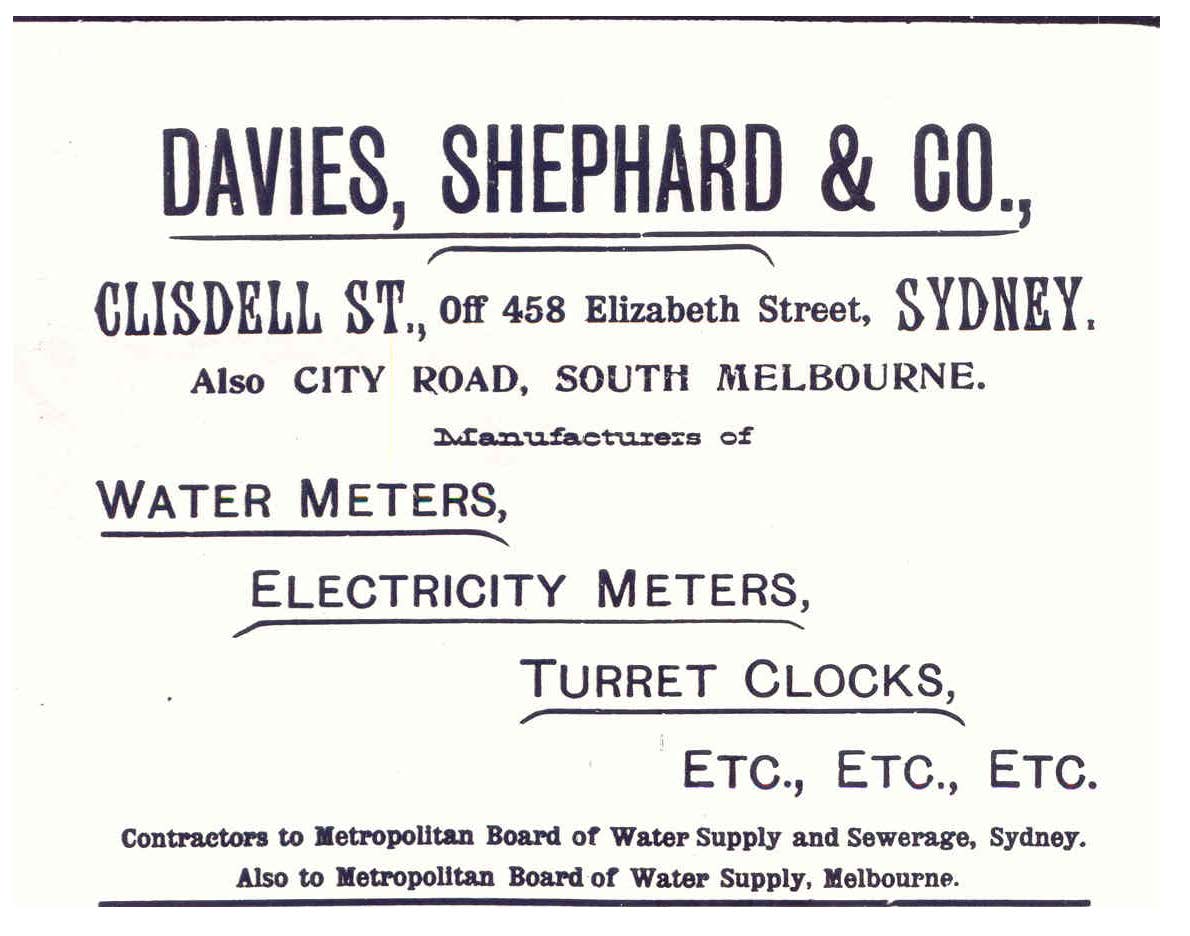 DAVIES, SHEPHARD & CO.,
CLISDELL ST., Off 458 Elizabeth Street, SYDNEY.
Also CITY ROAD, SOUTH MELBOURNE.
Manufacturers of
WATER METERS,
ELECTRICITY METERS,
TURRET CLOCKS,
ETC., ETC., ETC.
Contractors to Metropolitan Board of Water Supply and Sewerage, Sydney.
Also to Metropolitan Board of Water Supply, Melbourne.